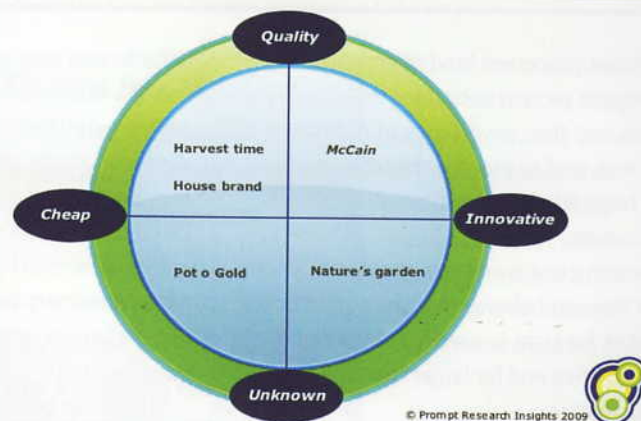 Quality
Harvest time
McCain
House brand
Cheap
Innovative
Pot o Gold
Nature's garden
Unknown
© Prompt Research Insights 2009